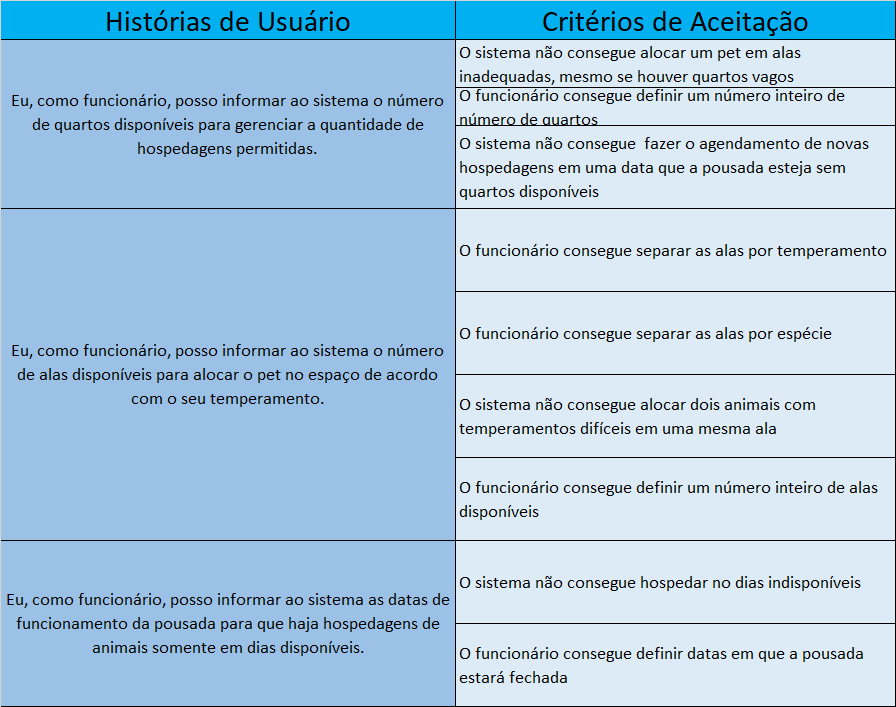 Histórias de Usuário
Critérios de Aceitação
Eu, como funcionário, posso informar ao sistema o número
de quartos disponíveis para gerenciar a quantidade de
hospedagens permitidas.
O sistema não consegue alocar um pet em alas
inadequadas, mesmo se houver quartos vagos
O funcionário consegue definir um número inteiro de
número de quartos
O sistema não consegue  fazer o agendamento de novas
hospedagens em uma data que a pousada esteja sem
quartos disponíveis
Eu, como funcionário, posso informar ao sistema o número
de alas disponíveis para alocar o pet no espaço de acordo
com o seu temperamento.
O funcionário consegue separar as alas por temperamento
O funcionário consegue separar as alas por espécie
O sistema não consegue alocar dois animais com
temperamentos difíceis em uma mesma ala
O funcionário consegue definir um número inteiro de alas
disponíveis
Eu, como funcionário, posso informar ao sistema as datas de
funcionamento da pousada para que haja hospedagens de
animais somente em dias disponíveis.
O sistema não consegue hospedar no dias indisponíveis
O funcionário consegue definir datas em que a pousada
estará fechada